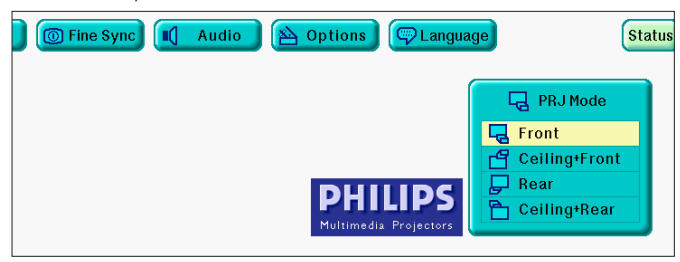 Fine Sync Audio Options Language Status
PRJ Mode
Front
Ceiling+Front
Rear
Ceiling+Rear
PHILIPS
Multimedia Projectors